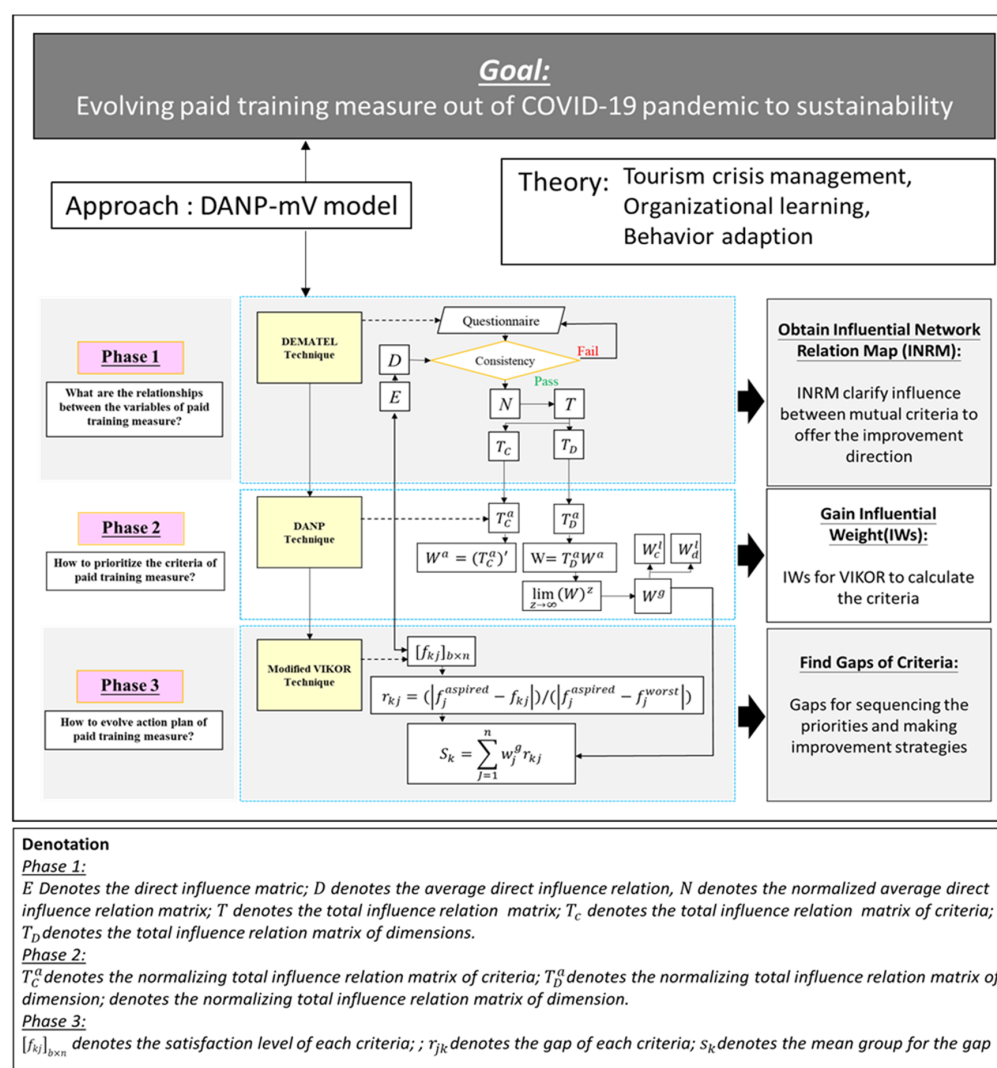 Goal:
Evolving paid training measure out of COVID-19 pandemic to sustainability
Approach : DANP-mV model
Theory: Tourism crisis management,
Organizational learning,
Behavior adaption
Phase 1
What are the relationships
between the variables of paid
training measure?
DEMATEL
Technique
Questionnaire
Consistency
Fail
Pass
D
E
N
T
T_C
T_D
Obtain Influential Network
Relation Map (INRM):
INRM clarify influence
between mutual criteria to
offer the improvement
direction
Phase 2
How to prioritize the criteria of
paid training measure?
DANP
Technique
T_C^a
T_D^a
W^a = (T_C^a)′
W= T_D^a W^a
lim_{z→∞} (W)^z
W^g
W_c^l
W_d^l
Gain Influential
Weight(IWs):
IWs for VIKOR to calculate
the criteria
Phase 3
How to evolve action plan of
paid training measure?
Modified VIKOR
Technique
[f_{kj}]_{b×n}
r_{kj} = (|f_j^{aspired} − f_{kj}|)/(|f_j^{aspired} − f_j^{worst}|)
S_k = ∑_{j=1}^{n} w_j^g r_{kj}
Find Gaps of Criteria:
Gaps for sequencing the
priorities and making
improvement strategies
Denotation
Phase 1:
E Denotes the direct influence matric; D denotes the average direct influence relation, N denotes the normalized average direct
influence relation matrix; T denotes the total influence relation matrix; T_c denotes the total influence relation matrix of criteria;
T_D denotes the total influence relation matrix of dimensions.
Phase 2:
T_C^a denotes the normalizing total influence relation matrix of criteria; T_D^a denotes the normalizing total influence relation matrix of
dimension; denotes the normalizing total influence relation matrix of dimension.
Phase 3:
[f_{kj}]_{b×n} denotes the satisfaction level of each criteria; ; r_{jk} denotes the gap of each criteria; s_k denotes the mean group for the gap